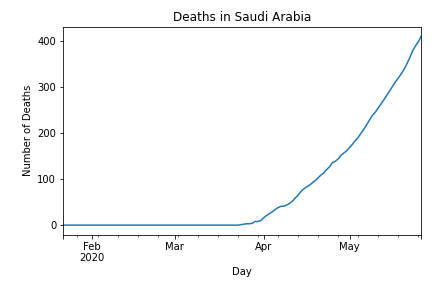 Deaths in Saudi Arabia
400
300
200
100
0
Number of Deaths
Feb
2020
Mar
Apr
May
Day